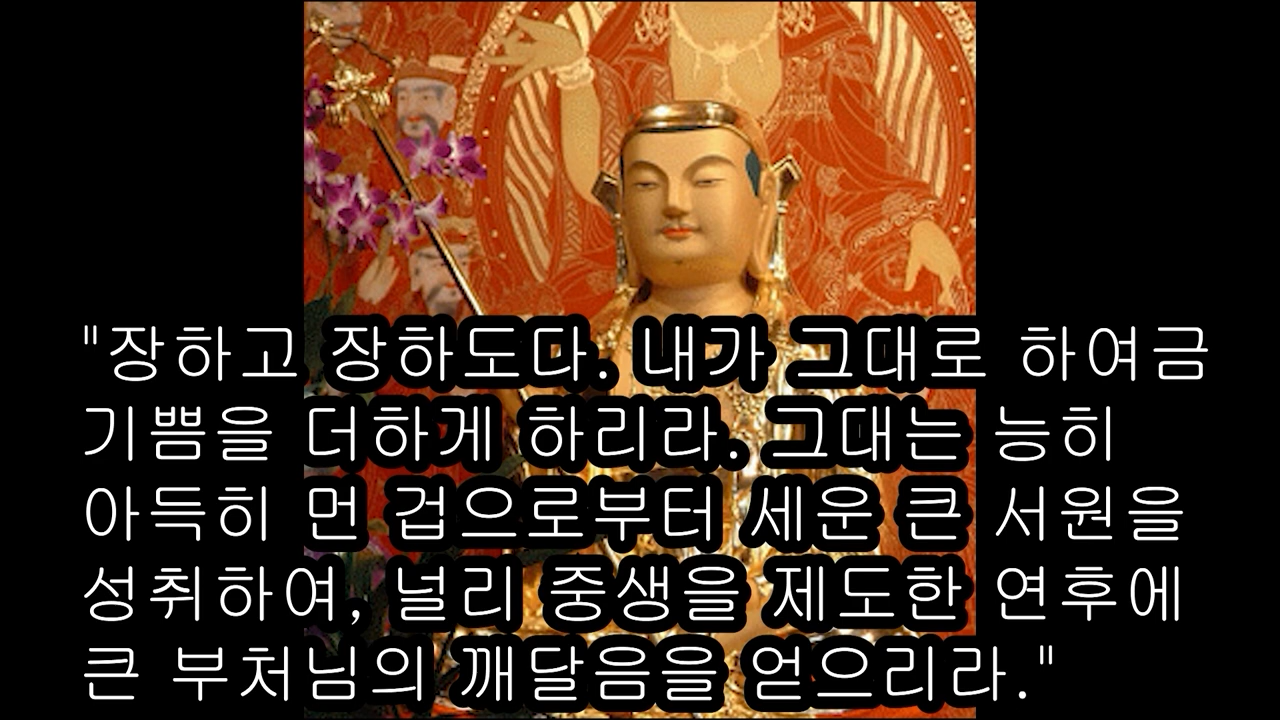 "장하고 장하도다. 내가 그대로 하여금
기쁨을 더하게 하리라. 그대는 능히
아득히 먼 겁으로부터 세운 큰 서원을
성취하여, 널리 중생을 제도한 연후에
큰 부처님의 깨달음을 얻으리라."